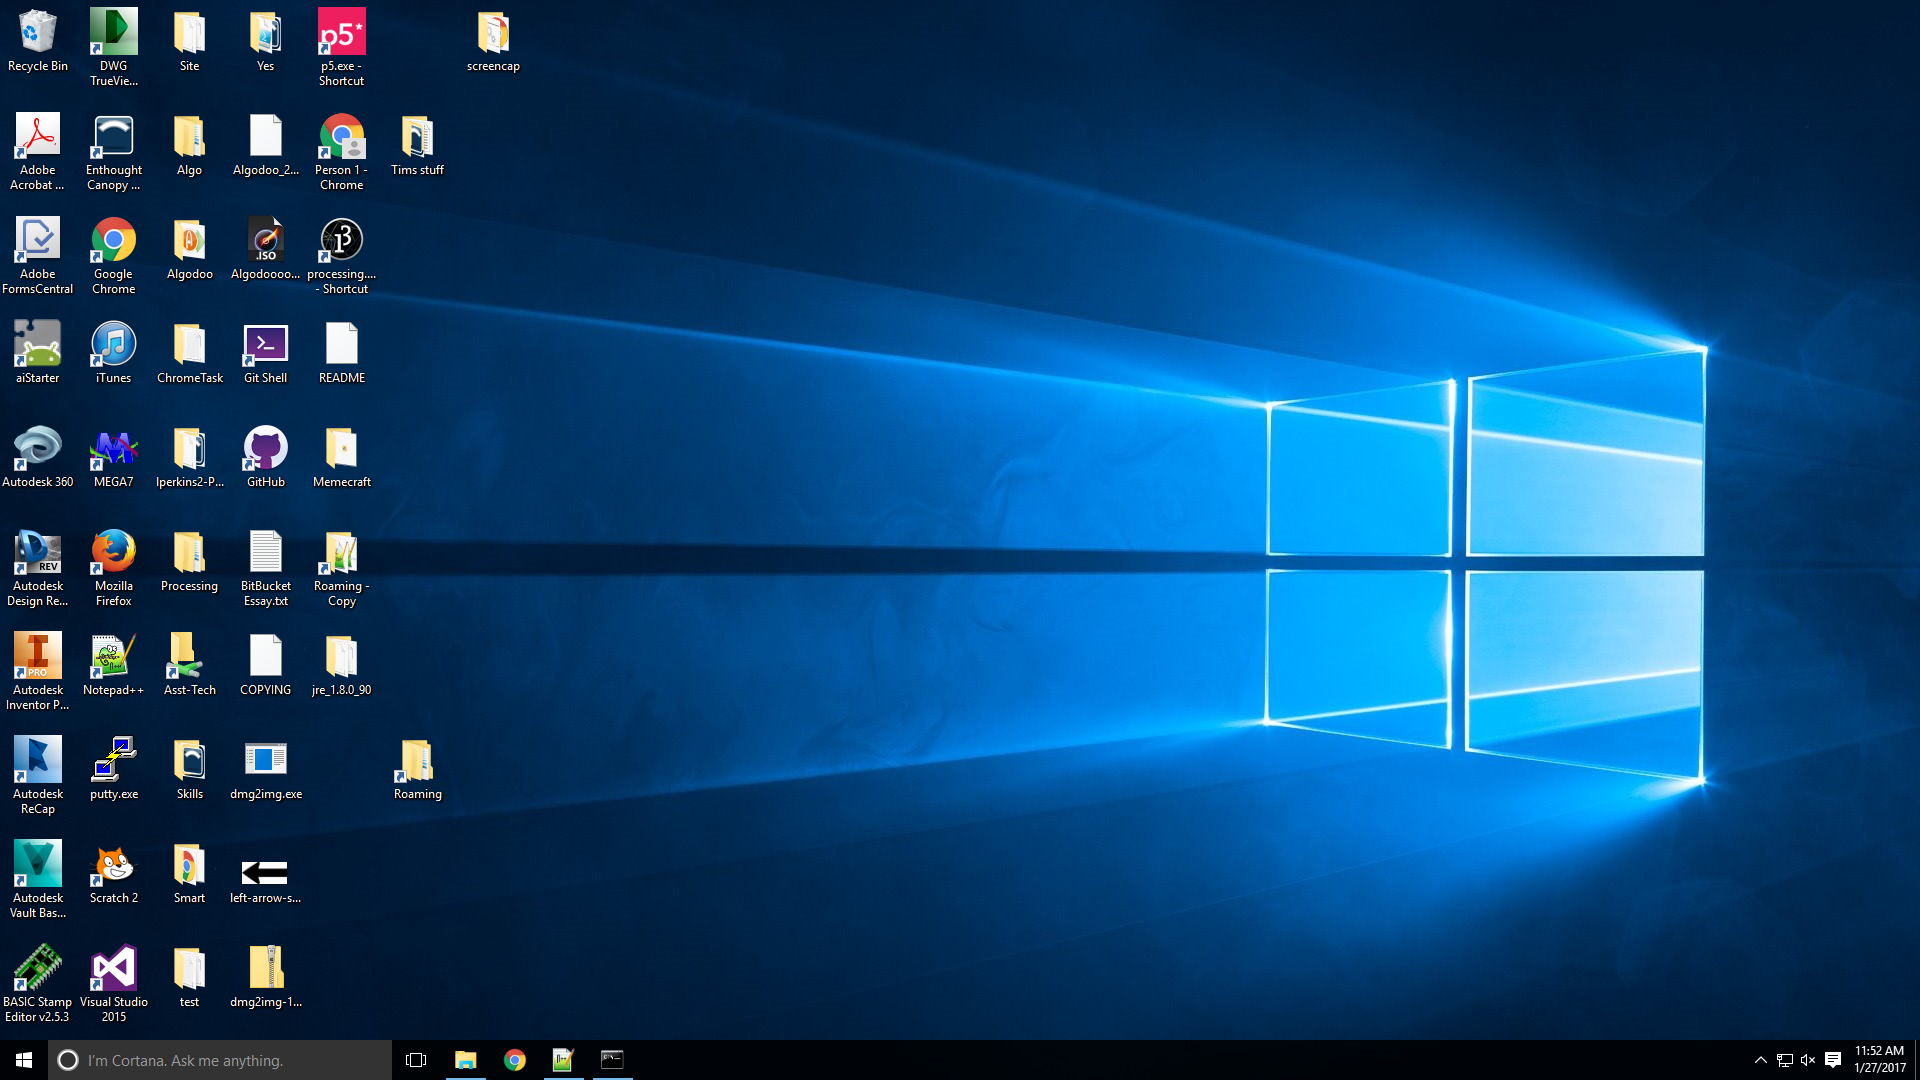 Recycle Bin
DWG
TrueVie...
Site
Yes
p5*
p5.exe -
Shortcut
screencap
Adobe
Acrobat ...
Enthought
Canopy ...
Algo
Algodoo_2...
Person 1 -
Chrome
Tims stuff
Adobe
FormsCentral
Google
Chrome
Algodoo
.ISO
Algodoooo...
processing....
- Shortcut
aiStarter
iTunes
ChromeTask
Git Shell
README
Autodesk 360
MEGA7
lperkins2-P...
GitHub
Memecraft
REV
Autodesk
Design Re...
Mozilla
Firefox
Processing
BitBucket
Essay.txt
Roaming -
Copy
PRO
Autodesk
Inventor P...
Notepad++
Asst-Tech
COPYING
jre_1.8.0_90
Autodesk
ReCap
putty.exe
Skills
dmg2img.exe
Roaming
Autodesk
Vault Bas...
Scratch 2
Smart
left-arrow-s...
BASIC Stamp
Editor v2.5.3
Visual Studio
2015
test
dmg2img-1...
I'm Cortana. Ask me anything.
11:52 AM
1/27/2017